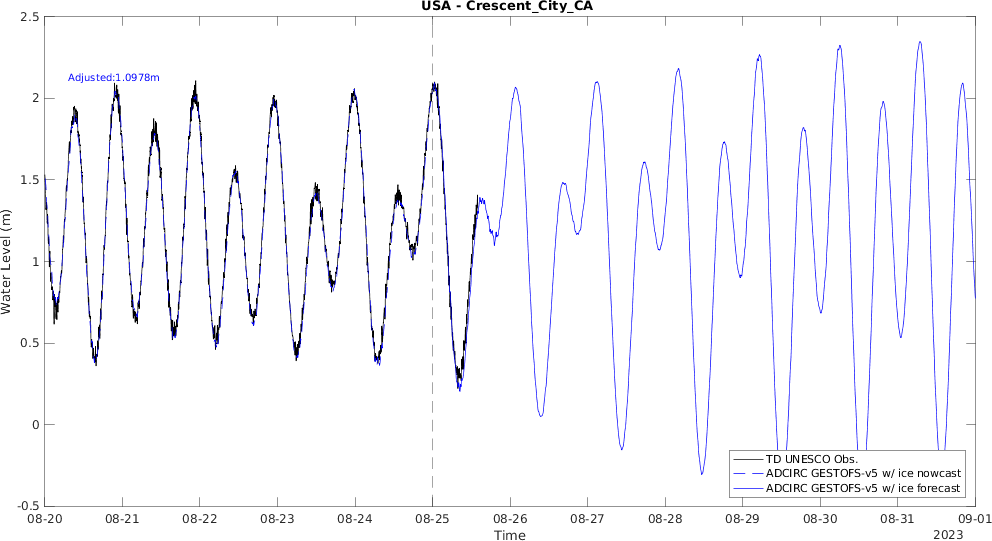 USA - Crescent_City_CA
2.5
2
1.5
1
0.5
0
-0.5
Water Level (m)
Adjusted:1.0978m
TD UNESCO Obs.
ADCIRC GESTOFS-v5 w/ ice nowcast
ADCIRC GESTOFS-v5 w/ ice forecast
08-20 08-21 08-22 08-23 08-24 08-25 08-26 08-27 08-28 08-29 08-30 08-31 09-01
Time
2023